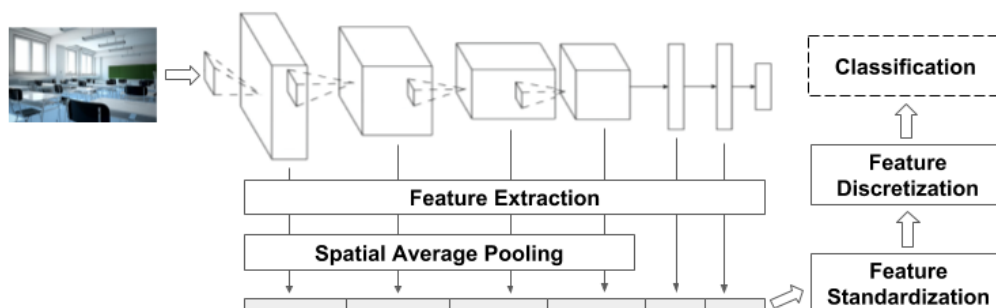 Classification
Feature
Discretization
Feature Extraction
Spatial Average Pooling
Feature
Standardization